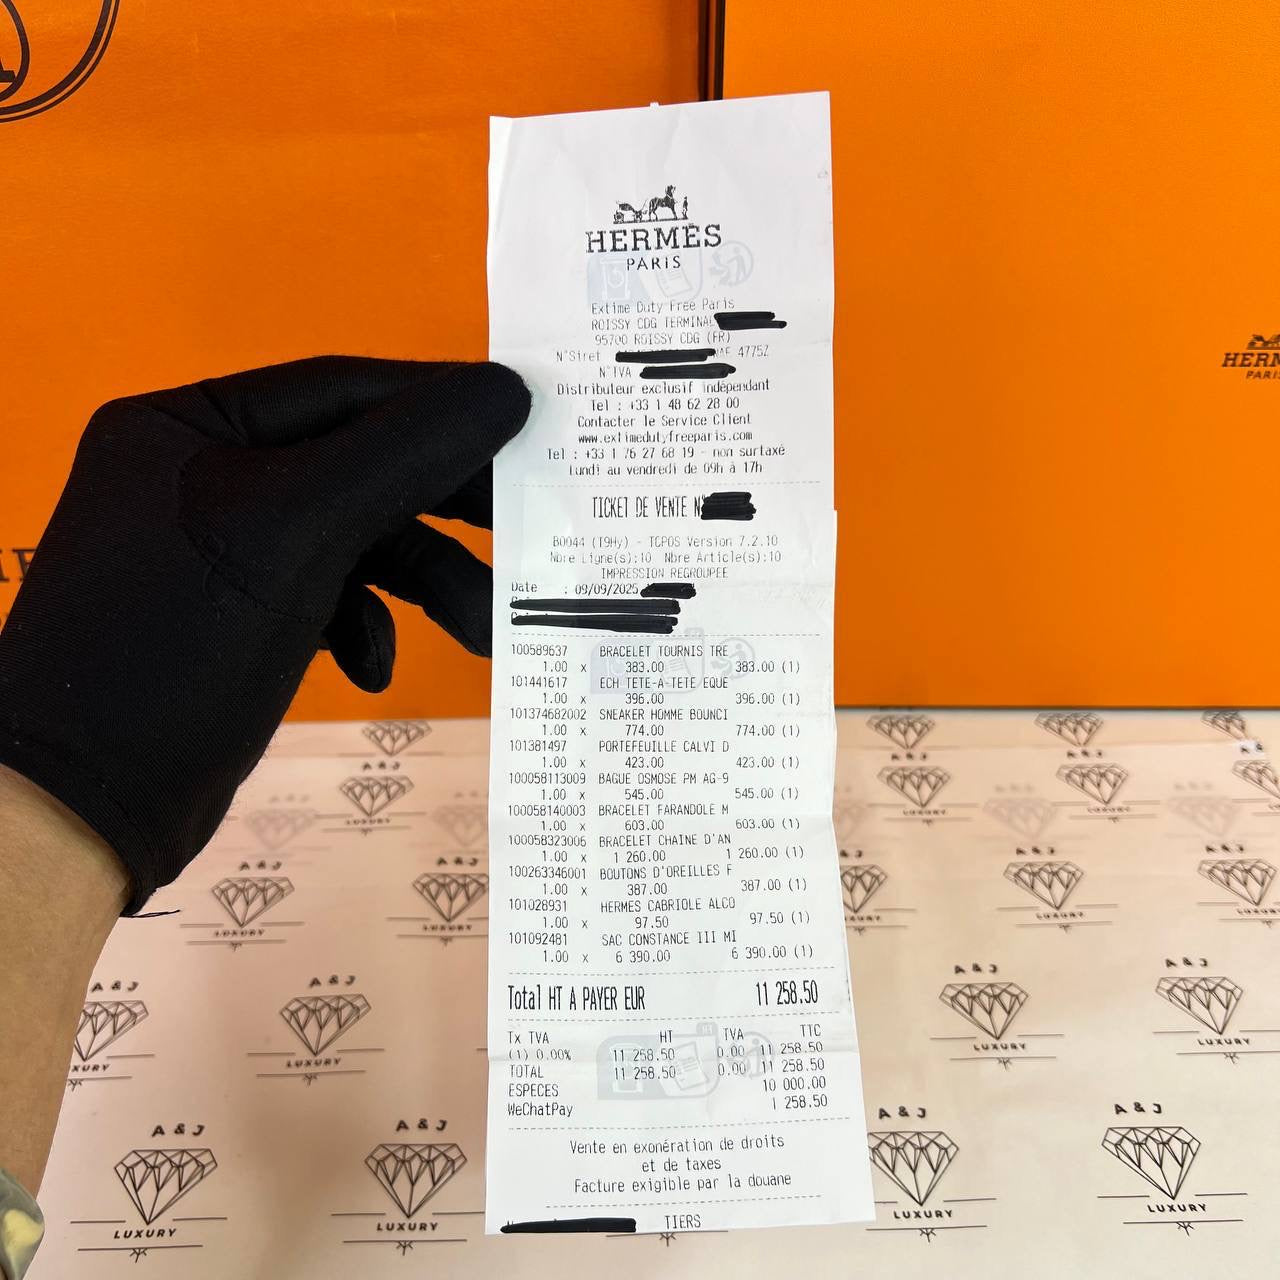 HERMÈS
PARIS
Extime Duty Free Paris
ROISSY CDG TERMINAL
95700 ROISSY CDG (FR)
N°Siret 4775Z
N°TVA
Distributeur exclusif indépendant
Tel : +33 1 48 62 28 00
Contacter le Service Client
www.extimedutyfreeparis.com
Tel : +33 1 76 27 68 19 - non surtaxé
Lundi au vendredi de 09h à 17h
TICKET DE VENTE N°
B0044 (T9Hy) - TCPOS Version 7.2.10
Nbre Ligne(s):10 Nbre Article(s):10
IMPRESSION REGROUPEE
Date : 09/09/2025
100589637 BRACELET TOURNIS TRE
1.00 x 383.00 383.00 (1)
101441617 ECH TETE-A-TETE EQUE
1.00 x 396.00 396.00 (1)
101374682002 SNEAKER HOMME BOUNCI
1.00 x 774.00 774.00 (1)
101381497 PORTEFEUILLE CALVI D
1.00 x 423.00 423.00 (1)
100058113009 BAGUE OSMOSE PM AG-9
1.00 x 545.00 545.00 (1)
100058140003 BRACELET FARANDOLE M
1.00 x 603.00 603.00 (1)
100058323006 BRACELET CHAINE D'AN
1.00 x 1 260.00 1 260.00 (1)
100263346001 BOUTONS D'OREILLES F
1.00 x 387.00 387.00 (1)
101028931 HERMES CABRIOLE ALCO
1.00 x 97.50 97.50 (1)
101092481 SAC CONSTANCE III MI
1.00 x 6 390.00 6 390.00 (1)
Total HT A PAYER EUR 11 258.50
Tx TVA HT TVA TTC
(1) 0.00% 11 258.50 0.00 11 258.50
TOTAL 11 258.50 0.00 11 258.50
ESPECES 10 000.00
WeChatPay 1 258.50
Vente en exonération de droits
et de taxes
Facture exigible par la douane
TIERS
HERMÈS
PARIS
A & J
LUXURY
A & J
LUXURY
A & J
LUXURY
A & J
LUXURY
A & J
LUXURY
A & J
LUXURY
A & J
LUXURY
A & J
LUXURY